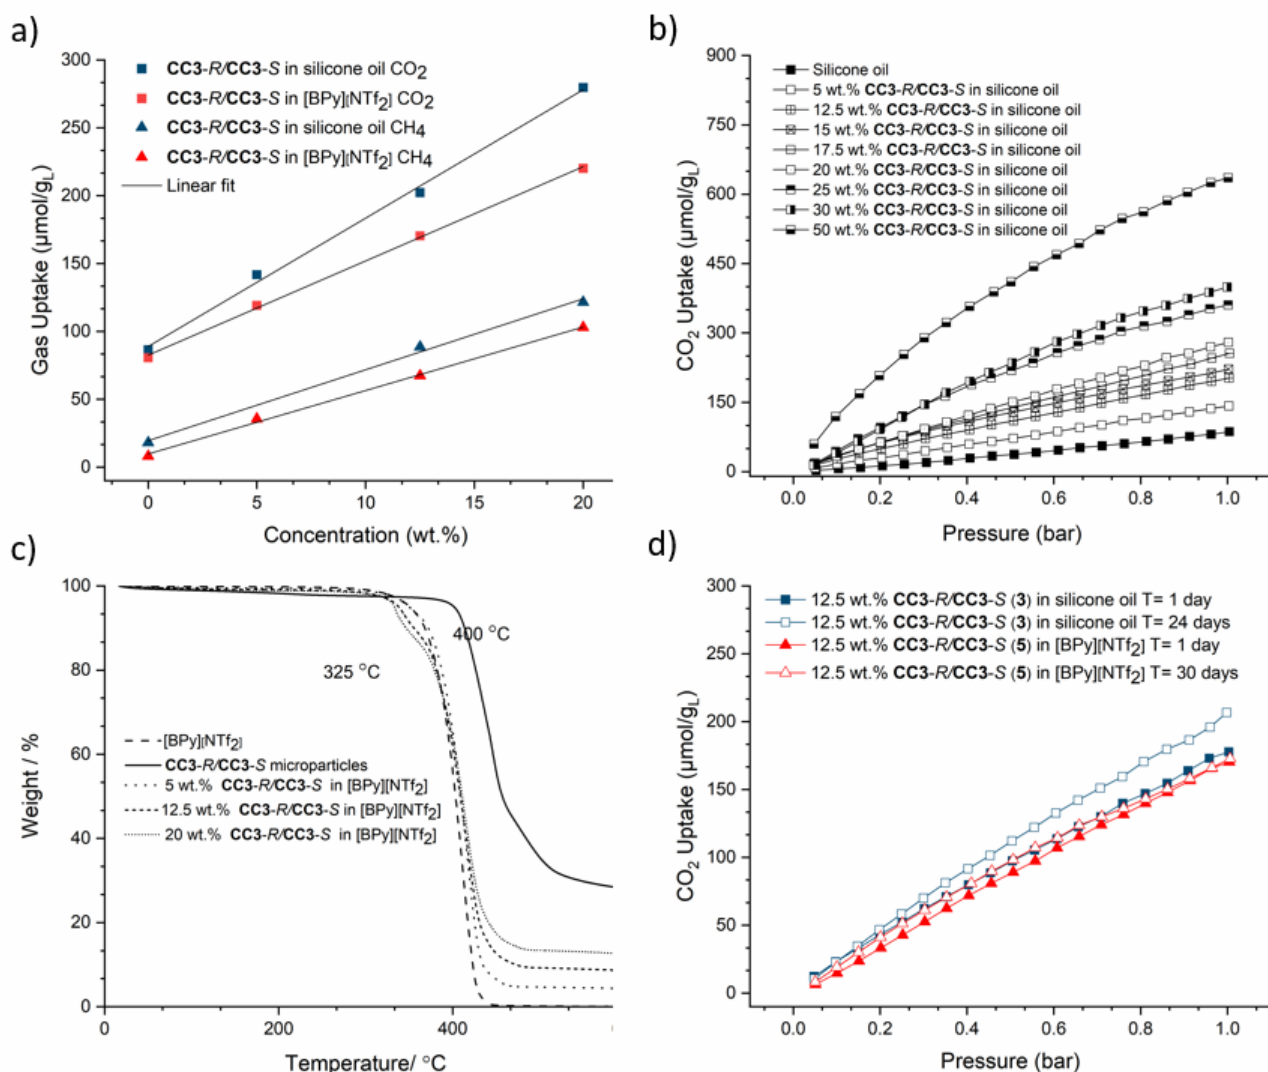 a)
300
250
200
150
100
50
0
Gas Uptake (µmol/gL)
CC3-R/CC3-S in silicone oil CO2
CC3-R/CC3-S in [BPy][NTf2] CO2
CC3-R/CC3-S in silicone oil CH4
CC3-R/CC3-S in [BPy][NTf2] CH4
Linear fit
0 5 10 15 20
Concentration (wt.%)
b)
900
750
600
450
300
150
0
CO2 Uptake (µmol/gL)
Silicone oil
5 wt.% CC3-R/CC3-S in silicone oil
12.5 wt.% CC3-R/CC3-S in silicone oil
15 wt.% CC3-R/CC3-S in silicone oil
17.5 wt.% CC3-R/CC3-S in silicone oil
20 wt.% CC3-R/CC3-S in silicone oil
25 wt.% CC3-R/CC3-S in silicone oil
30 wt.% CC3-R/CC3-S in silicone oil
50 wt.% CC3-R/CC3-S in silicone oil
0.0 0.2 0.4 0.6 0.8 1.0
Pressure (bar)
c)
100
80
60
40
20
0
Weight / %
400 °C
325 °C
[BPy][NTf2]
CC3-R/CC3-S microparticles
5 wt.% CC3-R/CC3-S in [BPy][NTf2]
12.5 wt.% CC3-R/CC3-S in [BPy][NTf2]
20 wt.% CC3-R/CC3-S in [BPy][NTf2]
0 200 400
Temperature/ °C
d)
300
250
200
150
100
50
0
CO2 Uptake (µmol/gL)
12.5 wt.% CC3-R/CC3-S (3) in silicone oil T= 1 day
12.5 wt.% CC3-R/CC3-S (3) in silicone oil T= 24 days
12.5 wt.% CC3-R/CC3-S (5) in [BPy][NTf2] T= 1 day
12.5 wt.% CC3-R/CC3-S (5) in [BPy][NTf2] T= 30 days
0.0 0.2 0.4 0.6 0.8 1.0
Pressure (bar)